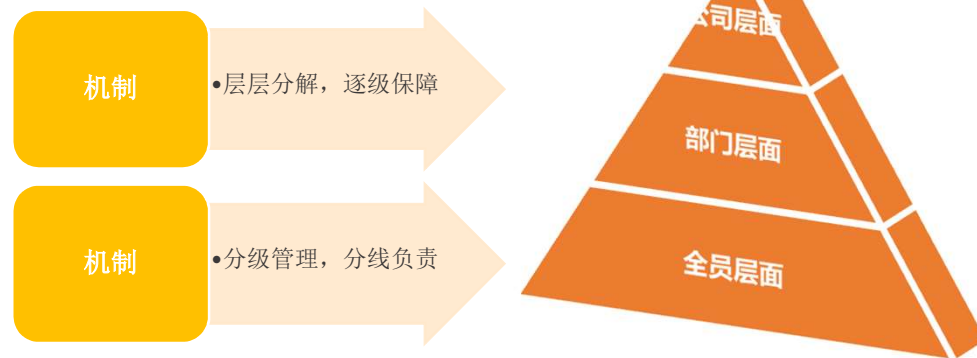 机制
•层层分解，逐级保障
机制
•分级管理，分线负责
公司层面
部门层面
全员层面